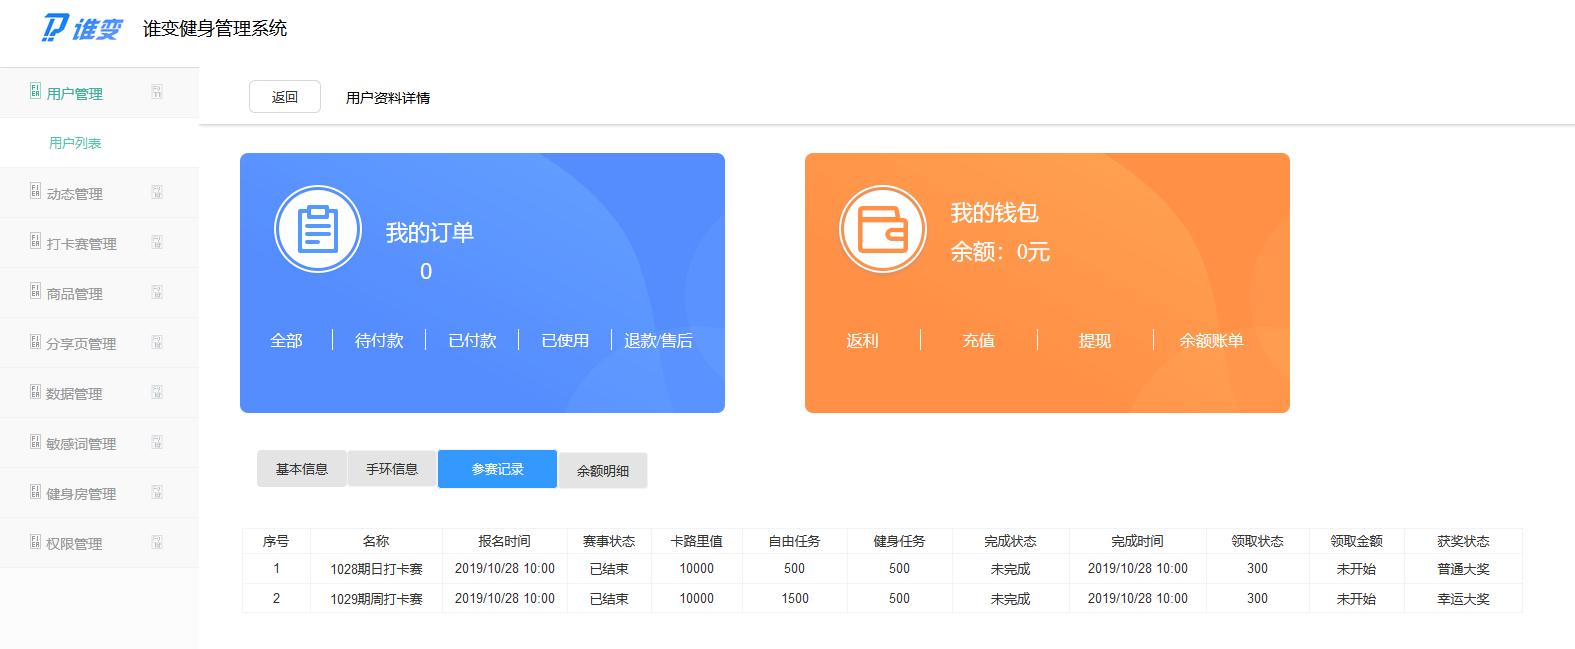 谁变 谁变健身管理系统
用户管理
用户列表
动态管理
打卡赛管理
商品管理
分享页管理
数据管理
敏感词管理
健身房管理
权限管理
返回 用户资料详情
我的订单
0
全部 待付款 已付款 已使用 退款/售后
我的钱包
余额：0元
返利 充值 提现 余额账单
基本信息 手环信息 参赛记录 余额明细
序号 名称 报名时间 赛事状态 卡路里值 自由任务 健身任务 完成状态 完成时间 领取状态 领取金额 获奖状态
1 1028期日打卡赛 2019/10/28 10:00 已结束 10000 500 500 未完成 2019/10/28 10:00 300 未开始 普通大奖
2 1029期周打卡赛 2019/10/28 10:00 已结束 10000 1500 500 未完成 2019/10/28 10:00 300 未开始 幸运大奖